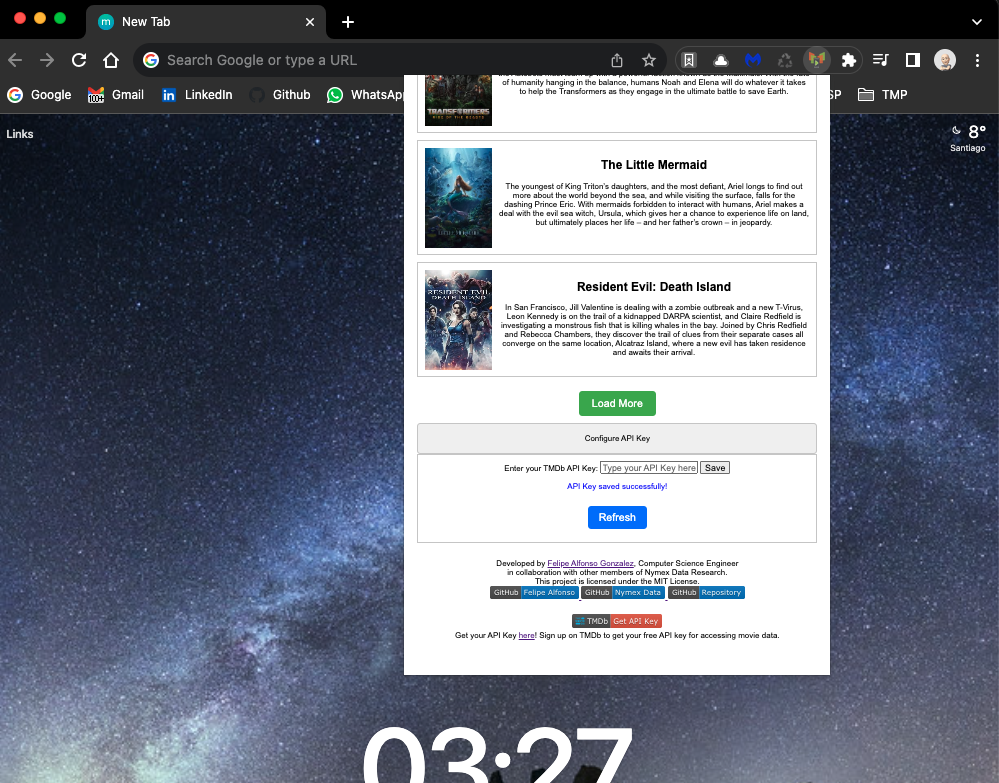 m New Tab
Search Google or type a URL
Google
Gmail
LinkedIn
Github
WhatsApp
SP
TMP
Links
8°
Santiago
of humanity hanging in the balance, humans Noah and Elena will do whatever it takes
to help the Transformers as they engage in the ultimate battle to save Earth.
TRANSFORMERS
RISE OF THE BEASTS
The Little Mermaid
The youngest of King Triton's daughters, and the most defiant, Ariel longs to find out
more about the world beyond the sea, and while visiting the surface, falls for the
dashing Prince Eric. With mermaids forbidden to interact with humans, Ariel makes a
deal with the evil sea witch, Ursula, which gives her a chance to experience life on land,
but ultimately places her life – and her father's crown – in jeopardy.
Resident Evil: Death Island
RESIDENT EVIL
DEATH ISLAND
In San Francisco, Jill Valentine is dealing with a zombie outbreak and a new T-Virus,
Leon Kennedy is on the trail of a kidnapped DARPA scientist, and Claire Redfield is
investigating a monstrous fish that is killing whales in the bay. Joined by Chris Redfield
and Rebecca Chambers, they discover the trail of clues from their separate cases all
converge on the same location, Alcatraz Island, where a new evil has taken residence
and awaits their arrival.
Load More
Configure API Key
Enter your TMDb API Key: Type your API Key here Save
API Key saved successfully!
Refresh
Developed by Felipe Alfonso Gonzalez, Computer Science Engineer
in collaboration with other members of Nymex Data Research.
This project is licensed under the MIT License.
GitHub Felipe Alfonso GitHub Nymex Data GitHub Repository
TMDb Get API Key
Get your API Key here! Sign up on TMDb to get your free API key for accessing movie data.
03:27